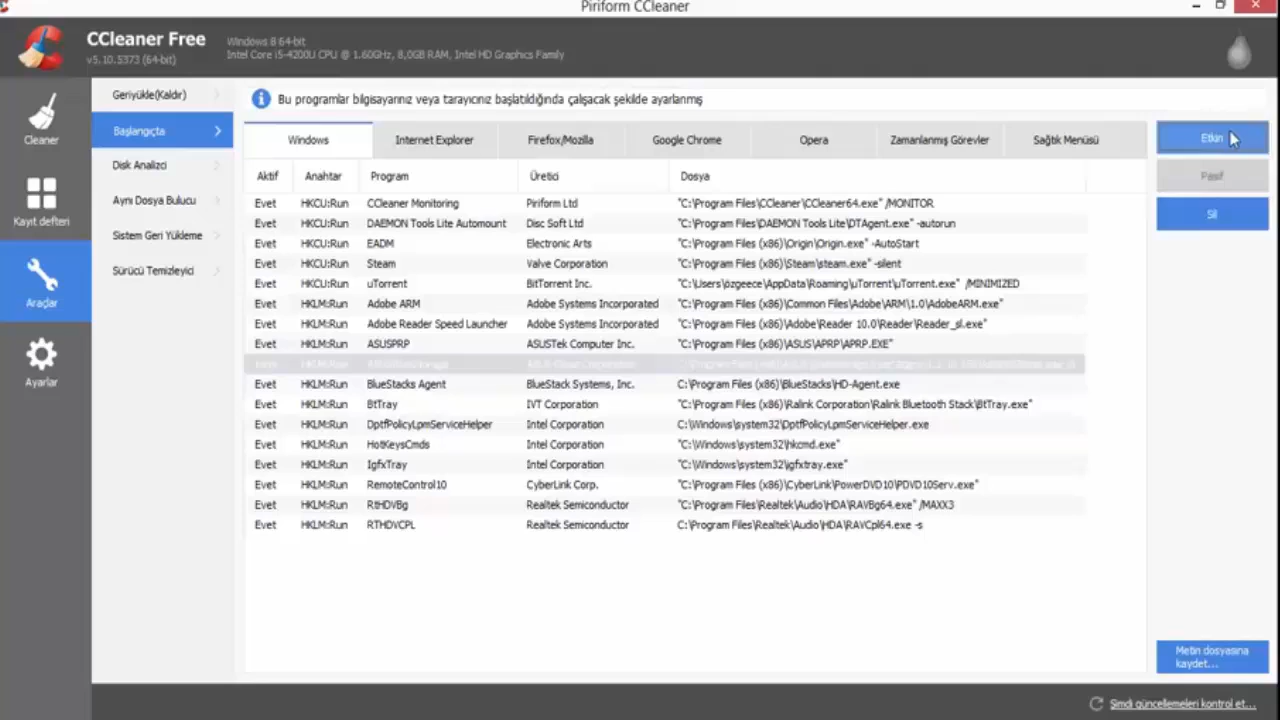 Piriform CCleaner
CCleaner Free
v5.10.5373 (64-bit)
Windows 8 64-bit
Intel Core i5-4200U CPU @ 1.60GHz, 8,0GB RAM, Intel HD Graphics Family
Cleaner
Kayıt defteri
Araçlar
Ayarlar
Geriyükle(Kaldır)
Başlangıçta
Disk Analizci
Aynı Dosya Bulucu
Sistem Geri Yükleme
Sürücü Temizleyici
Bu programlar bilgisayarınız veya tarayıcınız başlatıldığında çalşacak şekilde ayarlanmış
Windows Internet Explorer Firefox/Mozilla Google Chrome Opera Zamanlanmış Görevler Sağtık Menüsü
Aktif Anahtar Program Üretici Dosya
Evet HKCU:Run CCleaner Monitoring Piriform Ltd "C:\Program Files\CCleaner\CCleaner64.exe" /MONITOR
Evet HKCU:Run DAEMON Tools Lite Automount Disc Soft Ltd "C:\Program Files\DAEMON Tools Lite\DTAgent.exe" -autorun
Evet HKCU:Run EADM Electronic Arts "C:\Program Files (x86)\Origin\Origin.exe" -AutoStart
Evet HKCU:Run Steam Valve Corporation "C:\Program Files (x86)\Steam\steam.exe" -silent
Evet HKCU:Run uTorrent BitTorrent Inc. "C:\Users\özgeece\AppData\Roaming\uTorrent\uTorrent.exe" /MINIMIZED
Evet HKLM:Run Adobe ARM Adobe Systems Incorporated "C:\Program Files (x86)\Common Files\Adobe\ARM\1.0\AdobeARM.exe"
Evet HKLM:Run Adobe Reader Speed Launcher Adobe Systems Incorporated "C:\Program Files (x86)\Adobe\Reader 10.0\Reader\Reader_sl.exe"
Evet HKLM:Run ASUSPRP ASUSTek Computer Inc. "C:\Program Files (x86)\ASUS\APRP\APRP.EXE"
Evet HKLM:Run BlueStacks Agent BlueStack Systems, Inc. C:\Program Files (x86)\BlueStacks\HD-Agent.exe
Evet HKLM:Run BtTray IVT Corporation "C:\Program Files (x86)\Ralink Corporation\Ralink Bluetooth Stack\BtTray.exe"
Evet HKLM:Run DptfPolicyLpmServiceHelper Intel Corporation C:\Windows\system32\DptfPolicyLpmServiceHelper.exe
Evet HKLM:Run HotKeysCmds Intel Corporation "C:\Windows\system32\hkcmd.exe"
Evet HKLM:Run IgfxTray Intel Corporation "C:\Windows\system32\igfxtray.exe"
Evet HKLM:Run RemoteControl10 CyberLink Corp. "C:\Program Files (x86)\CyberLink\PowerDVD10\PDVD10Serv.exe"
Evet HKLM:Run RtHDVBg Realtek Semiconductor "C:\Program Files\Realtek\Audio\HDA\RAVBg64.exe" /MAXX3
Evet HKLM:Run RTHDVCPL Realtek Semiconductor C:\Program Files\Realtek\Audio\HDA\RAVCpl64.exe -s
Etkin
Pasif
Sil
Metin dosyasına
kaydet...
Şimdi güncellemeleri kontrol et...